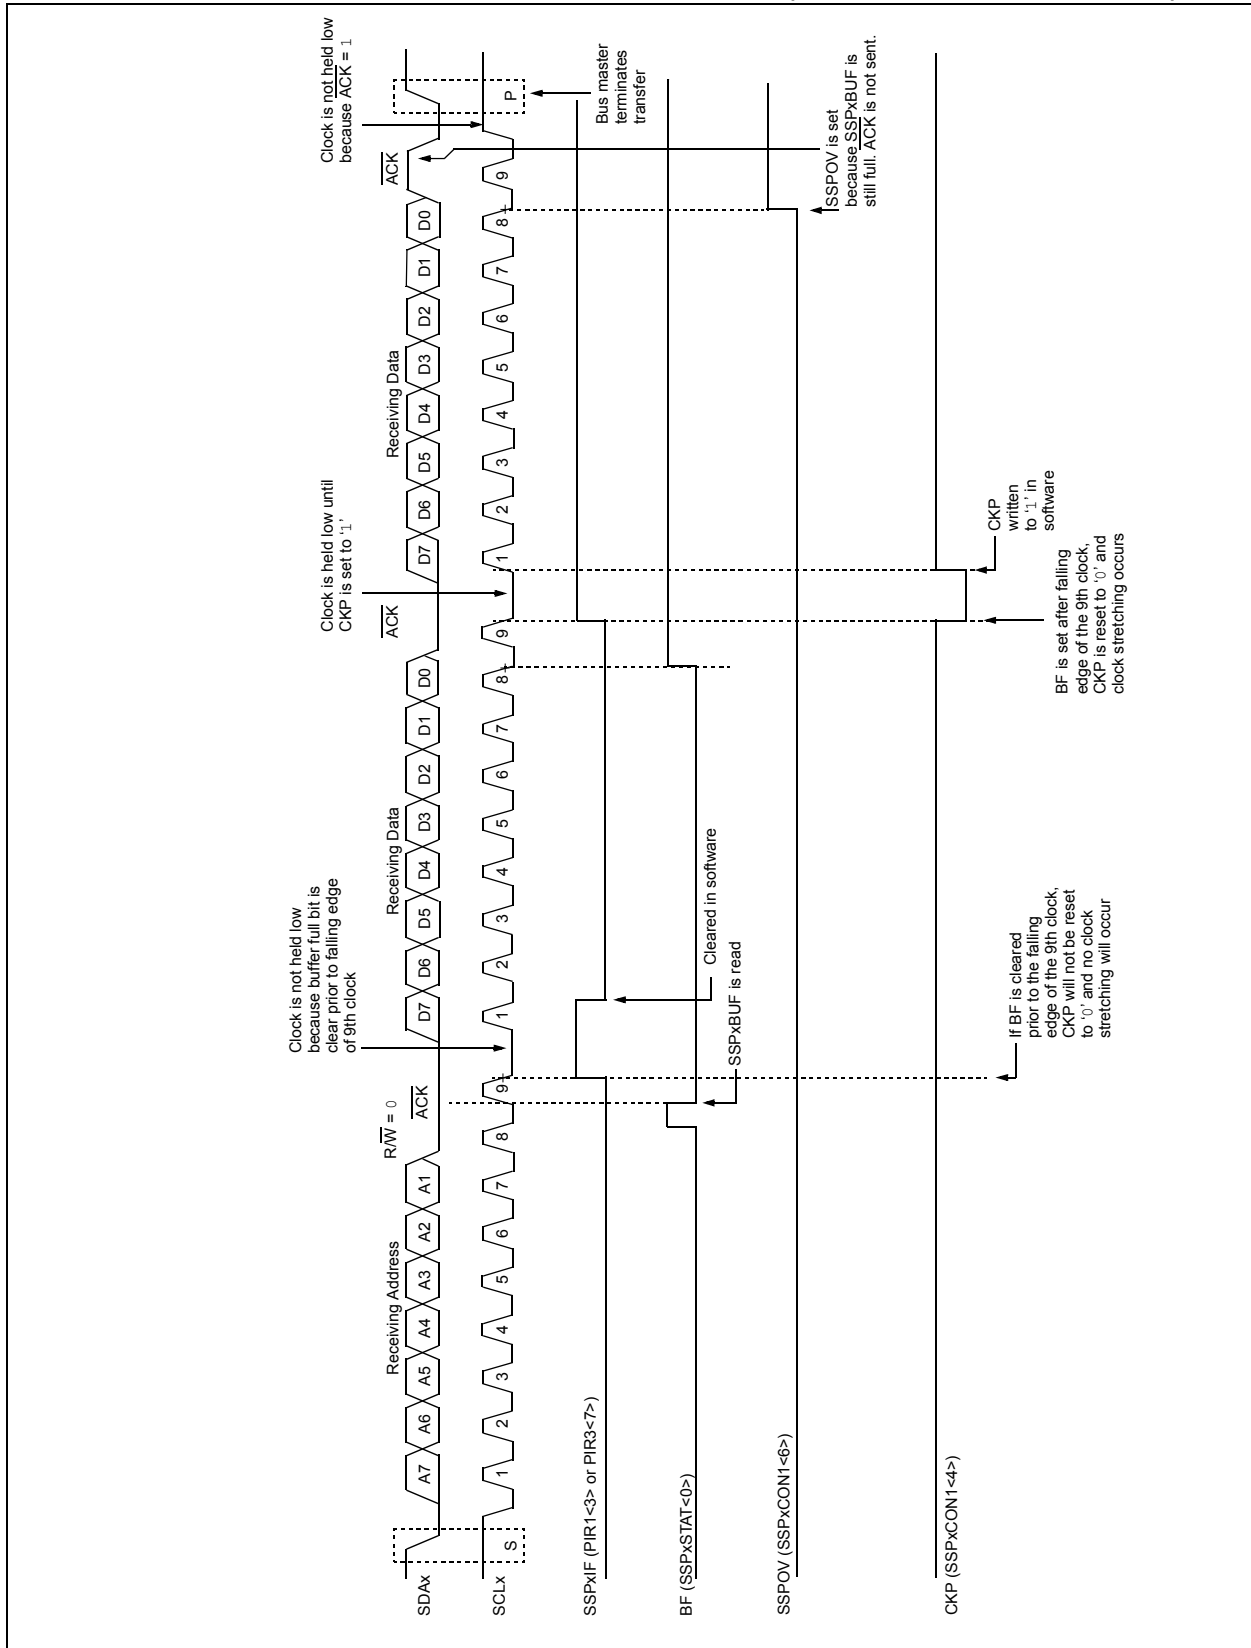 Clock is not held low
because ACK = 1
Clock is held low until
CKP is set to ‘1’
Clock is not held low
because buffer full bit is
clear prior to falling edge
of 9th clock
SDAx
Receiving Address
R/W = 0
ACK
Receiving Data
ACK
Receiving Data
ACK
A7 A6 A5 A4 A3 A2 A1
D7 D6 D5 D4 D3 D2 D1 D0
D7 D6 D5 D4 D3 D2 D1 D0
SCLx
S
1 2 3 4 5 6 7 8 9
1 2 3 4 5 6 7 8 9
1 2 3 4 5 6 7 8 9
P
Bus master
terminates
transfer
SSPxIF (PIR1<3> or PIR3<7>)
Cleared in software
BF (SSPxSTAT<0>)
SSPxBUF is read
SSPOV (SSPxCON1<6>)
SSPOV is set
because SSPxBUF is
still full. ACK is not sent.
CKP (SSPxCON1<4>)
If BF is cleared
prior to the falling
edge of the 9th clock,
CKP will not be reset
to ‘0’ and no clock
stretching will occur
CKP
written
to ‘1’ in
software
BF is set after falling
edge of the 9th clock,
CKP is reset to ‘0’ and
clock stretching occurs